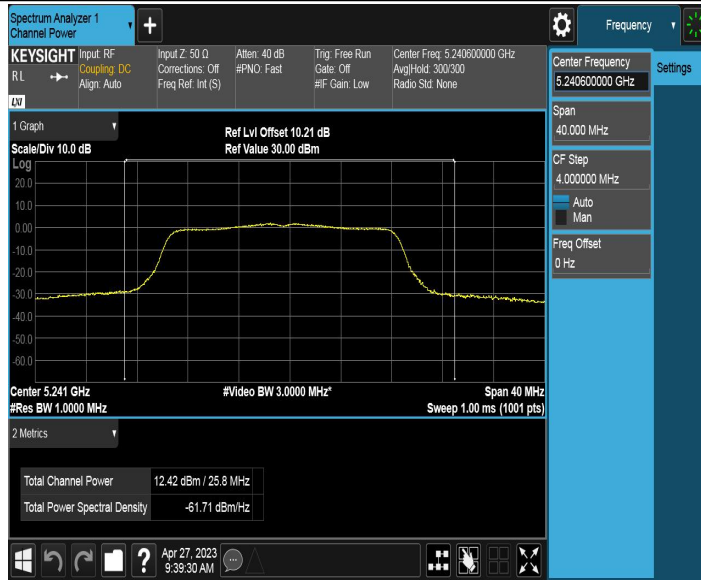 Spectrum Analyzer 1
Channel Power
+
Frequency
KEYSIGHT
Input: RF
Coupling: DC
Align: Auto
Input Z: 50 Ω
Corrections: Off
Freq Ref: Int (S)
Atten: 40 dB
#PNO: Fast
Trig: Free Run
Gate: Off
#IF Gain: Low
Center Freq: 5.240600000 GHz
Avg|Hold: 300/300
Radio Std: None
RL
LXI
Center Frequency
5.240600000 GHz
Settings
Span
40.000 MHz
CF Step
4.000000 MHz
Auto
Man
Freq Offset
0 Hz
1 Graph
Scale/Div 10.0 dB
Ref Lvl Offset 10.21 dB
Ref Value 30.00 dBm
Log
20.0
10.0
0.00
-10.0
-20.0
-30.0
-40.0
-50.0
-60.0
Center 5.241 GHz
#Video BW 3.0000 MHz*
Span 40 MHz
#Res BW 1.0000 MHz
Sweep 1.00 ms (1001 pts)
2 Metrics
Total Channel Power 12.42 dBm / 25.8 MHz
Total Power Spectral Density -61.71 dBm/Hz
?
Apr 27, 2023
9:39:30 AM